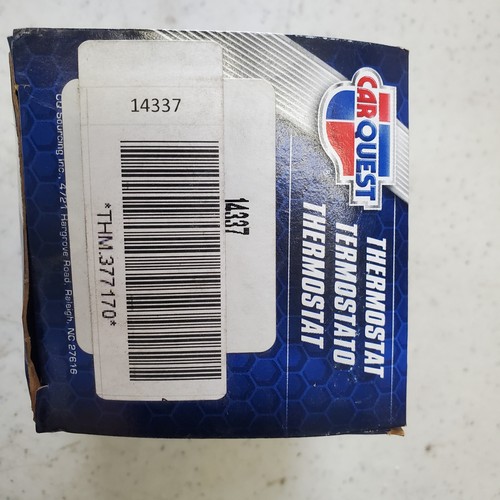 CARQUEST
THERMOSTAT
TERMOSTATO
THERMOSTAT
14337
14337
*THM.377170*
CQ Sourcing Inc., 4721 Hargrove Road, Raleigh, NC 27616